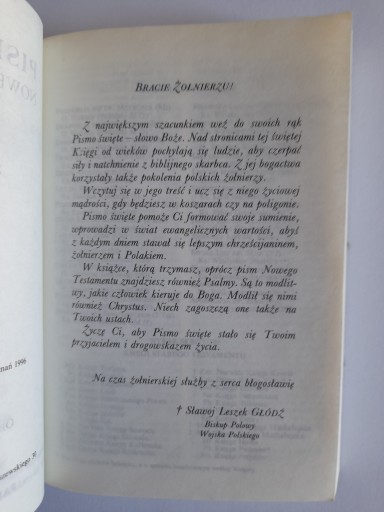 PIS
NOWE
BRACIE ŻOŁNIERZU!
Z największym szacunkiem weź do swoich rąk
Pismo święte – słowo Boże. Nad stronicami tej świętej
Księgi od wieków pochylają się ludzie, aby czerpać
siły i natchnienie z biblijnego skarbca. Z jej bogactwa
korzystały także pokolenia polskich żołnierzy.
Wczytuj się w jego treść i ucz się z niego życiowej
mądrości, gdy będziesz w koszarach czy na poligonie.
Pismo święte pomoże Ci formować swoje sumienie,
wprowadzi w świat ewangelicznych wartości, abyś
z każdym dniem stawał się lepszym chrześcijaninem,
żołnierzem i Polakiem.
W książce, którą trzymasz, oprócz pism Nowego
Testamentu znajdziesz również Psalmy. Są to modlit-
wy, jakie człowiek kieruje do Boga. Modlił się nimi
również Chrystus. Niech zagoszczą one także na
Twoich ustach.
Życzę Ci, aby Pismo święte stało się Twoim
przyjacielem i drogowskazem życia.
Na czas żołnierskiej służby z serca błogosławię
† Sławoj Leszek GŁÓDŹ
Biskup Polowy
Wojska Polskiego
nań 1996
szewskiego